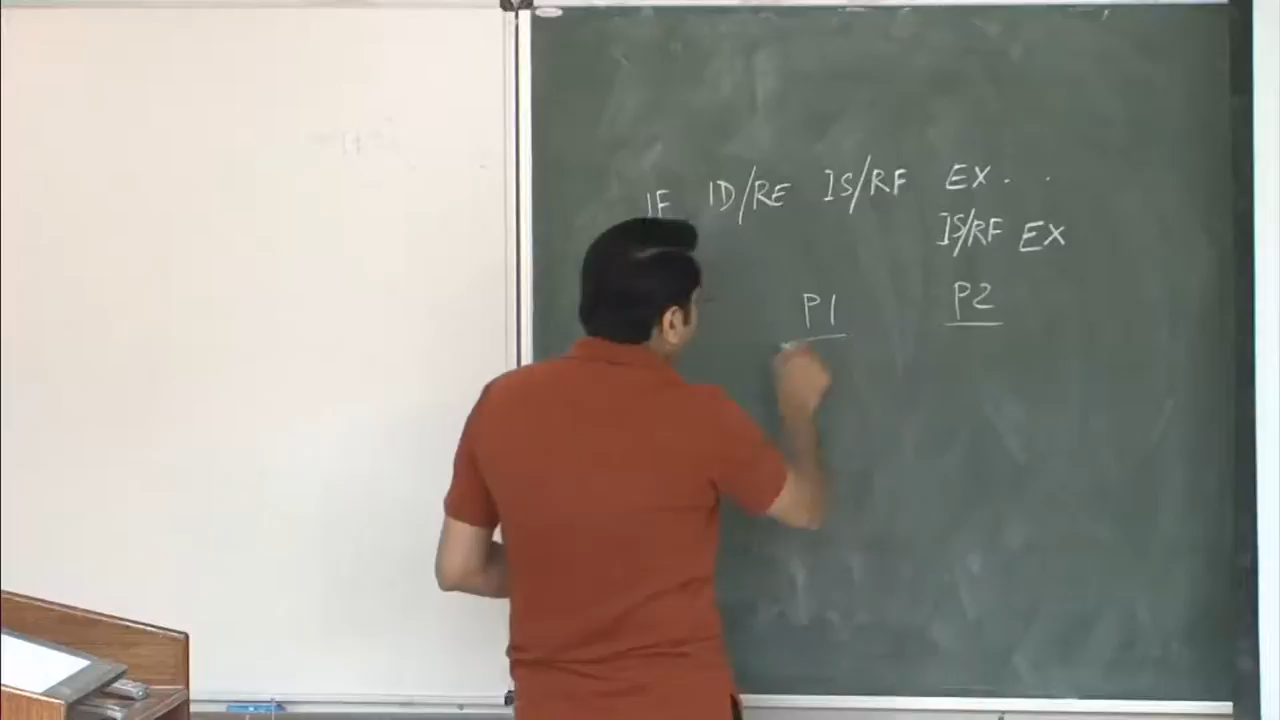 IF ID/RE IS/RF EX . .
IS/RF EX
P1 P2